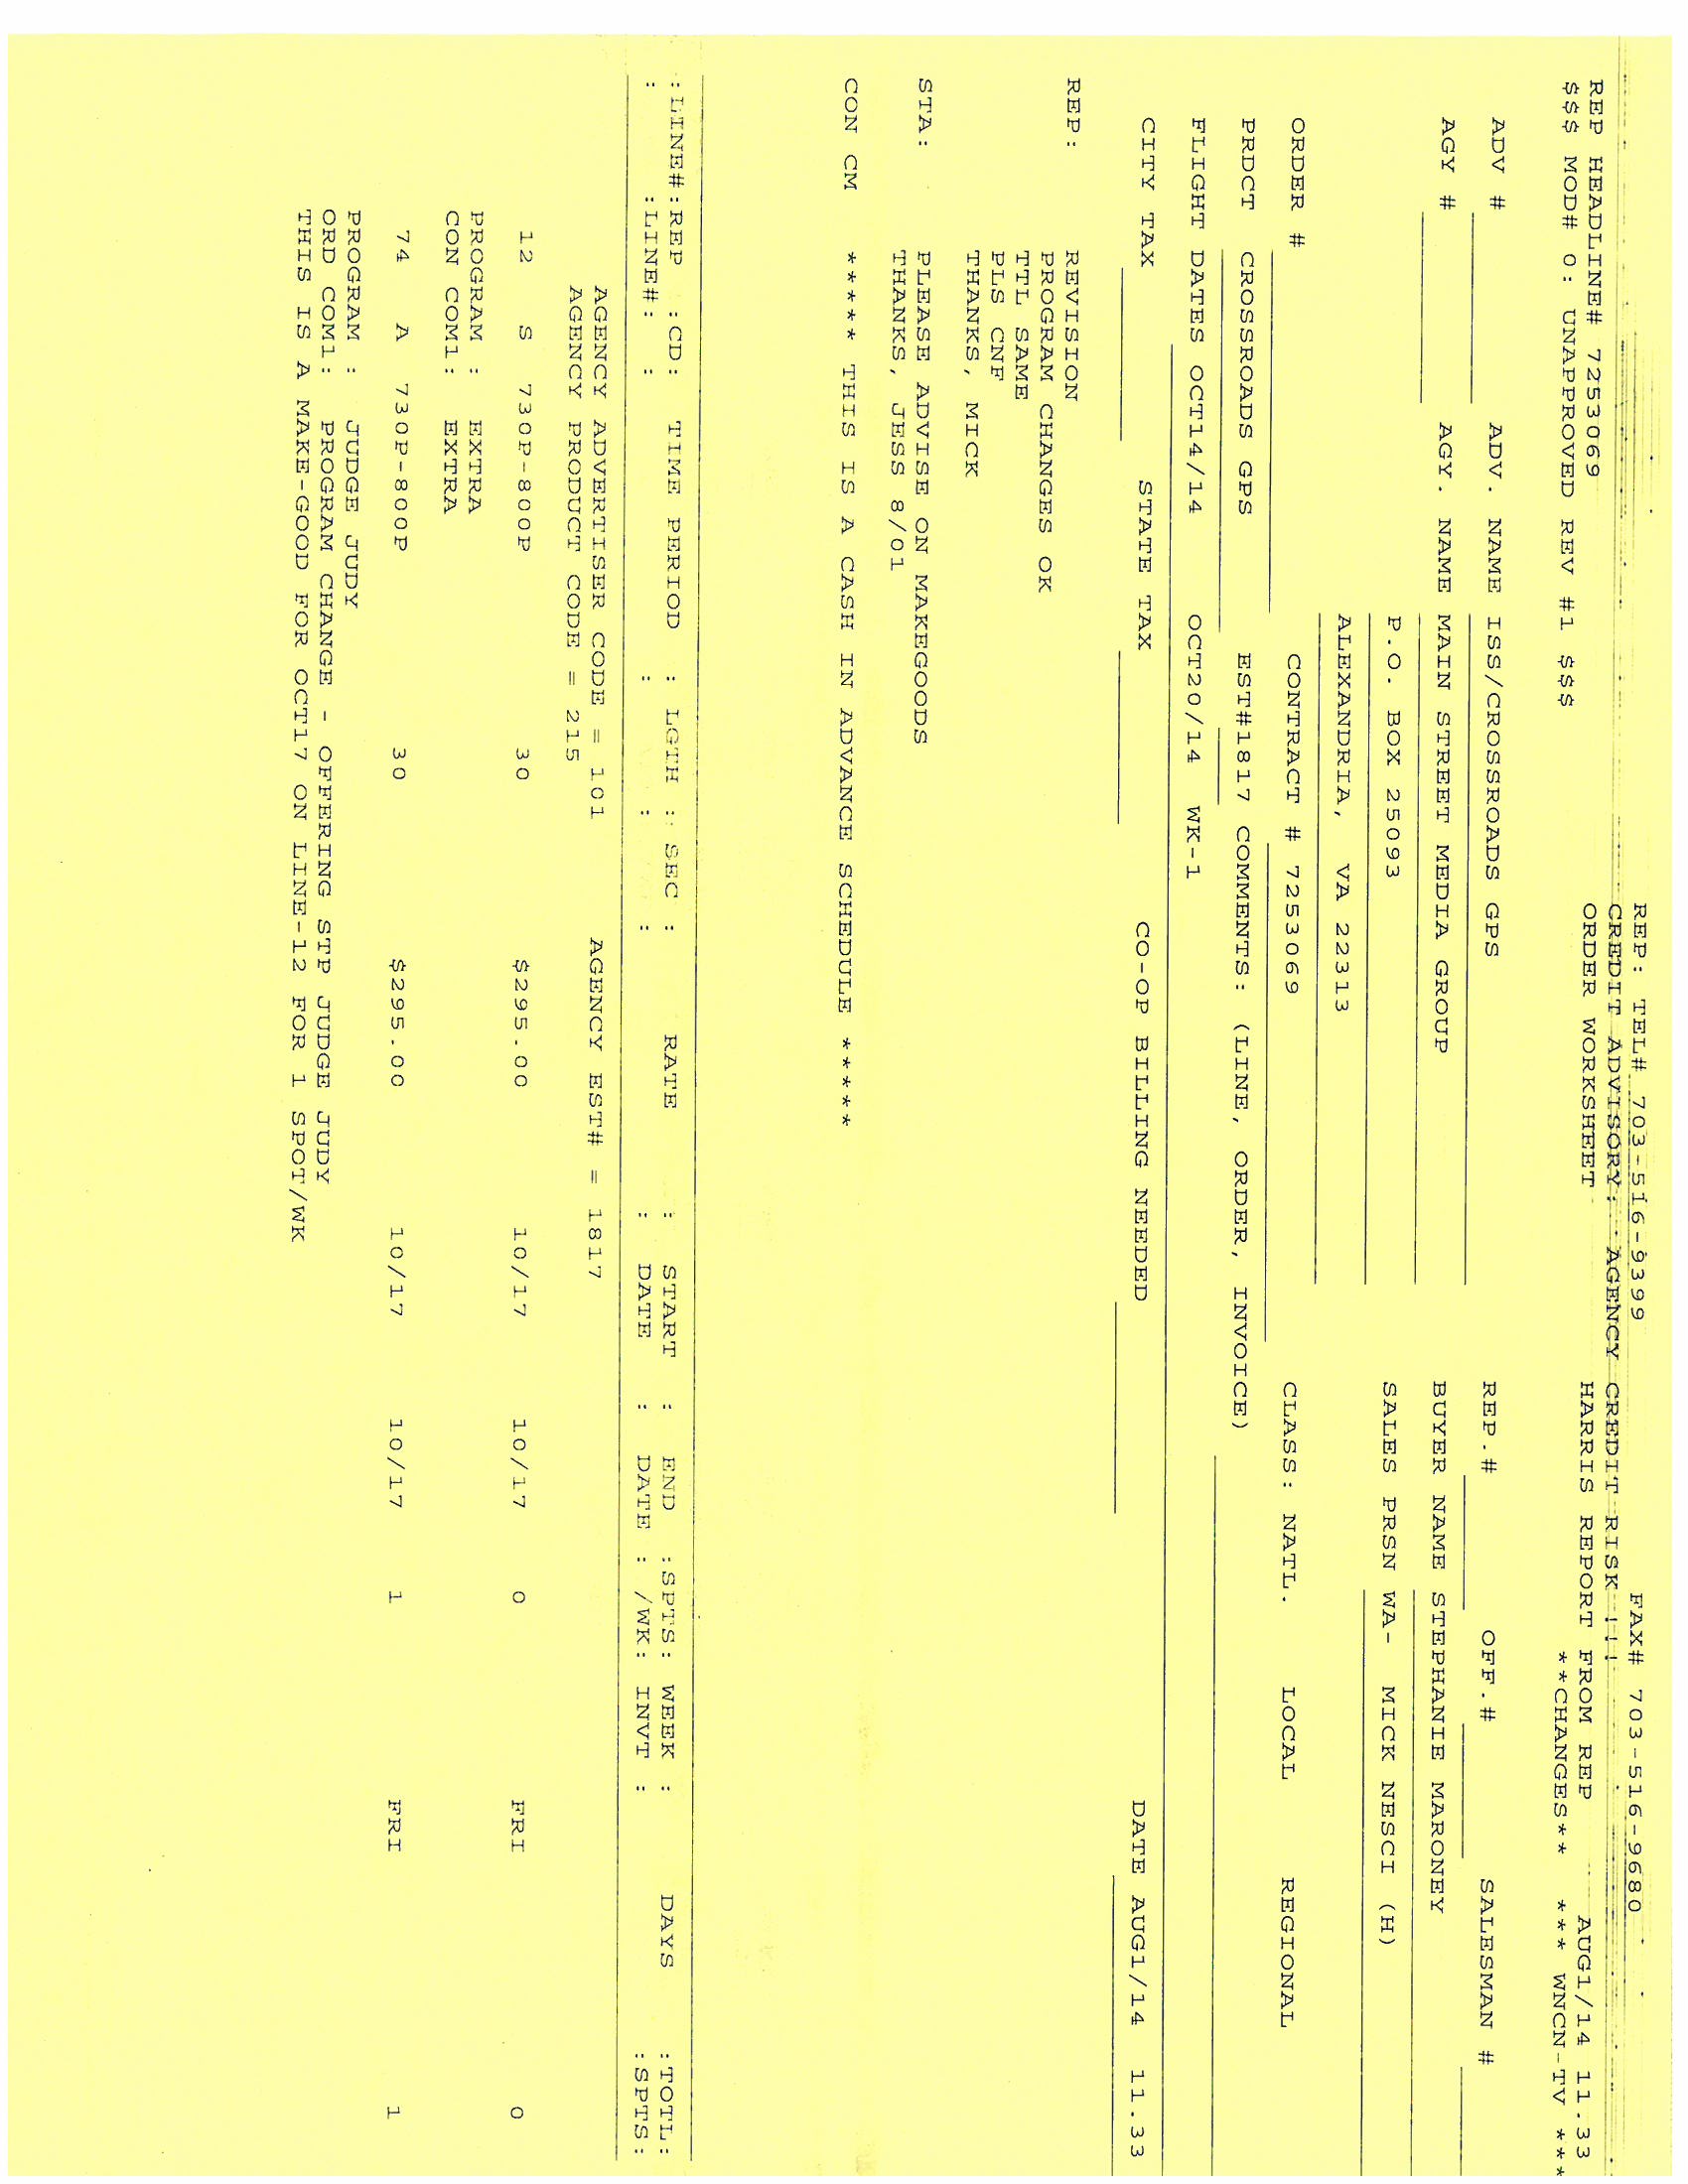 REP: TEL# 703-516-9399 FAX# 703-516-9680
CREDIT ADVISORY: AGENCY CREDIT RISK !!!
REP HEADLINE# 7253069 ORDER WORKSHEET HARRIS REPORT FROM REP AUG1/14 11.33
$$$ MOD# 0: UNAPPROVED REV #1 $$$ **CHANGES** *** WNCN-TV ***
ADV # ADV. NAME ISS/CROSSROADS GPS REP.# OFF.# SALESMAN #
AGY # AGY. NAME MAIN STREET MEDIA GROUP BUYER NAME STEPHANIE MARONEY
P.O. BOX 25093 SALES PRSN WA- MICK NESCI (H)
ALEXANDRIA, VA 22313
ORDER # CONTRACT # 7253069 CLASS: NATL. LOCAL REGIONAL
PRDCT CROSSROADS GPS EST#1817 COMMENTS: (LINE, ORDER, INVOICE)
FLIGHT DATES OCT14/14 OCT20/14 WK-1
CITY TAX STATE TAX CO-OP BILLING NEEDED DATE AUG1/14 11.33
REP: REVISION
PROGRAM CHANGES OK
TTL SAME
PLS CNF
THANKS, MICK
STA: PLEASE ADVISE ON MAKEGOODS
THANKS, JESS 8/01
CON CM ***** THIS IS A CASH IN ADVANCE SCHEDULE *****
:LINE#:REP :CD: TIME PERIOD : LGTH : SEC : RATE : START : END :SPTS: WEEK : DAYS :TOTL:
: :LINE#: : : : : : DATE : DATE : /WK: INVT : :SPTS:
AGENCY ADVERTISER CODE = 101 AGENCY EST# = 1817
AGENCY PRODUCT CODE = 215
12 S 730P-800P 30 $295.00 10/17 10/17 0 FRI 0
PROGRAM : EXTRA
CON COM1: EXTRA
74 A 730P-800P 30 $295.00 10/17 10/17 1 FRI 1
PROGRAM : JUDGE JUDY
ORD COM1: PROGRAM CHANGE - OFFERING STP JUDGE JUDY
THIS IS A MAKE-GOOD FOR OCT17 ON LINE-12 FOR 1 SPOT/WK